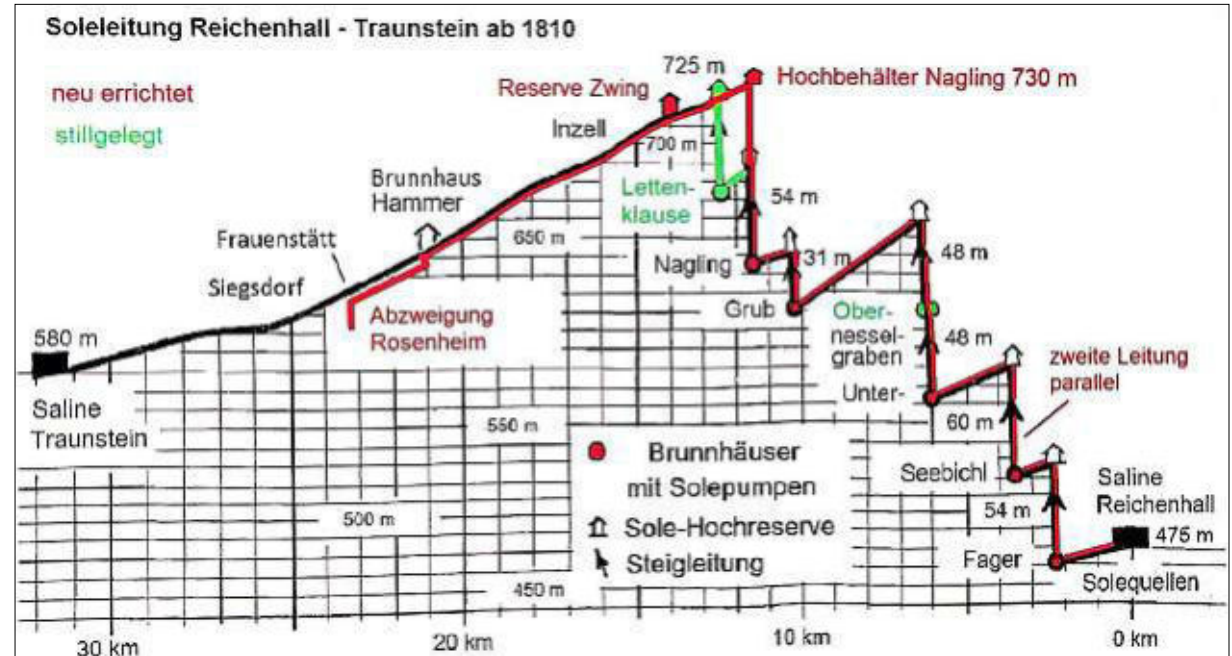 Soleleitung Reichenhall - Traunstein ab 1810
neu errichtet
stillgelegt
725 m
Hochbehälter Nagling 730 m
Reserve Zwing
Inzell
700 m
Brunnhaus
Hammer
Letten-
klause
54 m
Frauenstätt
650 m
Nagling
31 m
48 m
Siegsdorf
Grub
Ober-
nessel-
graben
48 m
Abzweigung
Rosenheim
580 m
zweite Leitung
parallel
Unter-
Saline
Traunstein
550 m
60 m
Brunnhäuser
mit Solepumpen
Seebichl
Saline
Reichenhall
500 m
Sole-Hochreserve
54 m
475 m
Steigleitung
Fager
450 m
Solequellen
30 km
20 km
10 km
0 km